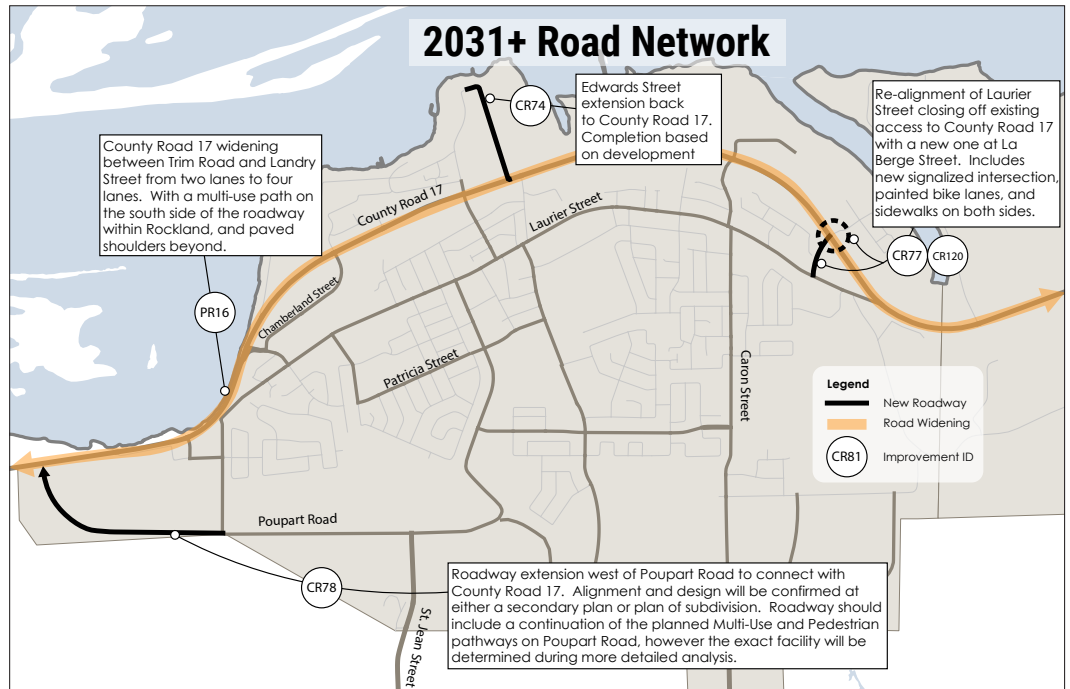 2031+ Road Network
CR74
Edwards Street
extension back
to County Road 17.
Completion based
on development
Re-alignment of Laurier
Street closing off existing
access to County Road 17
with a new one at La
Berge Street.  Includes
new signalized intersection,
painted bike lanes, and
sidewalks on both sides.
County Road 17 widening
between Trim Road and Landry
Street from two lanes to four
lanes.  With a multi-use path on
the south side of the roadway
within Rockland, and paved
shoulders beyond.
County Road 17
Laurier Street
CR77
CR120
PR16
Chamberland Street
Patricia Street
Caron Street
Legend
New Roadway
Road Widening
CR81
Improvement ID
Poupart Road
CR78
Roadway extension west of Poupart Road to connect with
County Road 17.  Alignment and design will be confirmed at
either a secondary plan or plan of subdivision.  Roadway should
include a continuation of the planned Multi-Use and Pedestrian
pathways on Poupart Road, however the exact facility will be
determined during more detailed analysis.
St. Jean Street